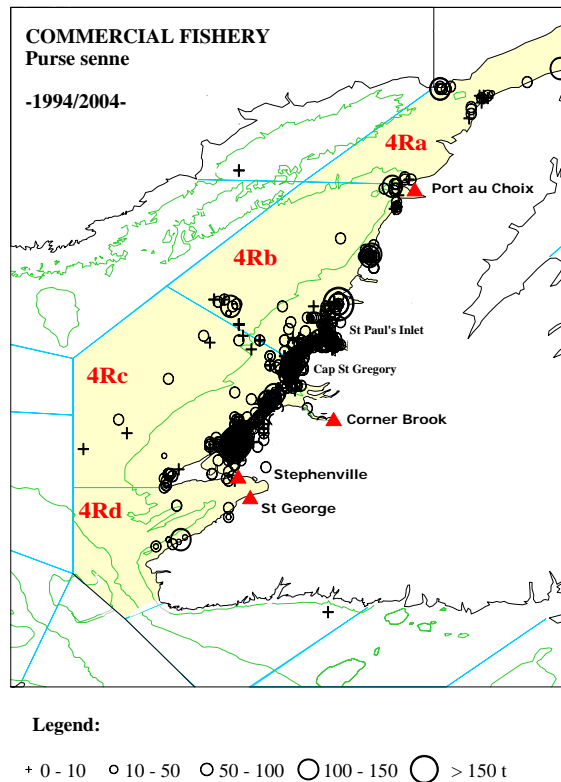 COMMERCIAL FISHERY
Purse senne
-1994/2004-
4Ra
Port au Choix
4Rb
St Paul's Inlet
4Rc
Cap St Gregory
Corner Brook
Stephenville
4Rd
St George
Legend:
+ 0 - 10 o 10 - 50 O 50 - 100 O 100 - 150 O > 150 t